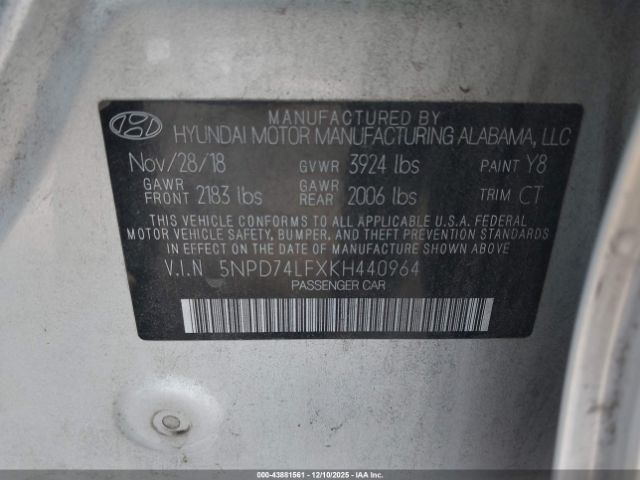 MANUFACTURED BY
HYUNDAI MOTOR MANUFACTURING ALABAMA, LLC
Nov/28/18 GVWR 3924 lbs PAINT Y8
GAWR FRONT 2183 lbs GAWR REAR 2006 lbs TRIM CT
THIS VEHICLE CONFORMS TO ALL APPLICABLE U.S.A. FEDERAL
MOTOR VEHICLE SAFETY, BUMPER, AND THEFT PREVENTION STANDARDS
IN EFFECT ON THE DATE OF MANUFACTURE SHOWN ABOVE.
V.I.N 5NPD74LFXKH440964
PASSENGER CAR
000-43881561 - 12/10/2025 - IAAI.com